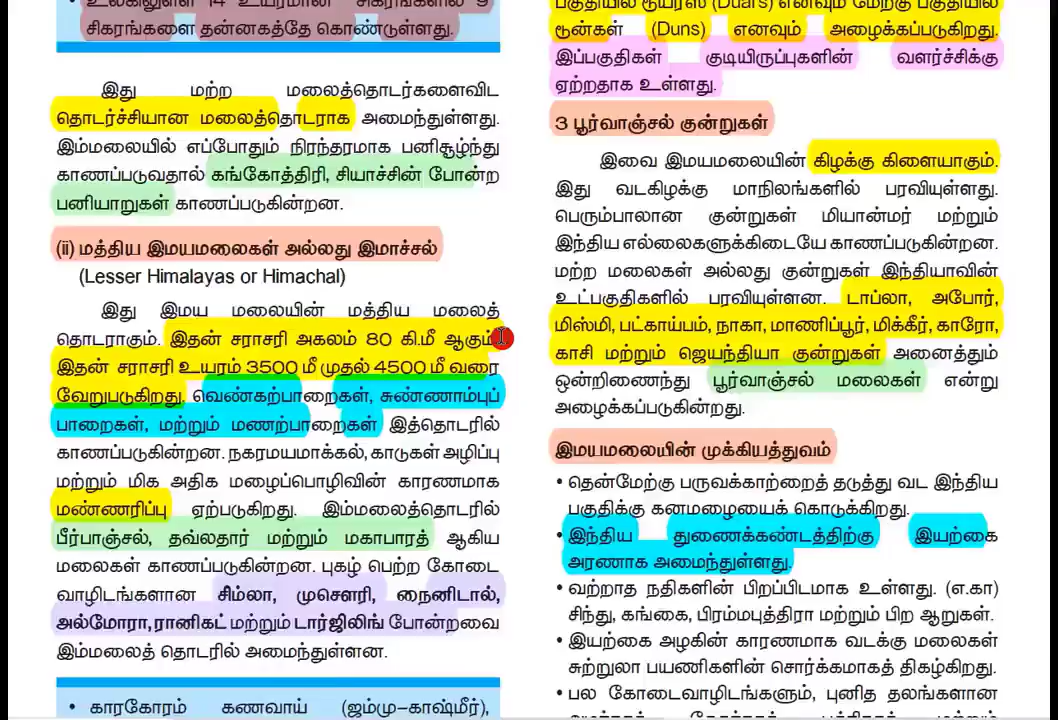 • உலகிலுள்ள 14 உயரமான சிகரங்களில் 9
சிகரங்களை தன்னகத்தே கொண்டுள்ளது.
இது மற்ற மலைத்தொடர்களைவிட
தொடர்ச்சியான மலைத்தொடராக அமைந்துள்ளது.
இம்மலையில் எப்போதும் நிரந்தரமாக பனிசூழ்ந்து
காணப்படுவதால் கங்கோத்திரி, சியாச்சின் போன்ற
பனியாறுகள் காணப்படுகின்றன.
(ii) மத்திய இமயமலைகள் அல்லது இமாச்சல்
(Lesser Himalayas or Himachal)
இது இமய மலையின் மத்திய மலைத்
தொடராகும். இதன் சராசரி அகலம் 80 கி.மீ ஆகும்.
இதன் சராசரி உயரம் 3500 மீ முதல் 4500 மீ வரை
வேறுபடுகிறது. வெண்கற்பாறைகள், சுண்ணாம்புப்
பாறைகள், மற்றும் மணற்பாறைகள் இத்தொடரில்
காணப்படுகின்றன. நகரமயமாக்கல், காடுகள் அழிப்பு
மற்றும் மிக அதிக மழைப்பொழிவின் காரணமாக
மண்ணரிப்பு ஏற்படுகிறது. இம்மலைத்தொடரில்
பீர்பாஞ்சல், தவ்லதார் மற்றும் மகாபாரத் ஆகிய
மலைகள் காணப்படுகின்றன. புகழ் பெற்ற கோடை
வாழிடங்களான சிம்லா, முசௌரி, நைனிடால்,
அல்மோரா, ரானிகட் மற்றும் டார்ஜிலிங் போன்றவை
இம்மலைத் தொடரில் அமைந்துள்ளன.
• காரகோரம் கணவாய் (ஜம்மு–காஷ்மீர்),
பகுதியில் டூயர்ஸ் (Duars) எனவும் மேற்கு பகுதியில்
டூன்கள் (Duns) எனவும் அழைக்கப்படுகிறது.
இப்பகுதிகள் குடியிருப்புகளின் வளர்ச்சிக்கு
ஏற்றதாக உள்ளது.
3 பூர்வாஞ்சல் குன்றுகள்
இவை இமயமலையின் கிழக்கு கிளையாகும்.
இது வடகிழக்கு மாநிலங்களில் பரவியுள்ளது.
பெரும்பாலான குன்றுகள் மியான்மர் மற்றும்
இந்திய எல்லைகளுக்கிடையே காணப்படுகின்றன.
மற்ற மலைகள் அல்லது குன்றுகள் இந்தியாவின்
உட்பகுதிகளில் பரவியுள்ளன. டாப்லா, அபோர்,
மிஸ்மி, பட்காய்பம், நாகா, மாணிப்பூர், மிக்கீர், காரோ,
காசி மற்றும் ஜெயந்தியா குன்றுகள் அனைத்தும்
ஒன்றிணைந்து பூர்வாஞ்சல் மலைகள் என்று
அழைக்கப்படுகின்றது.
இமயமலையின் முக்கியத்துவம்
• தென்மேற்கு பருவக்காற்றைத் தடுத்து வட இந்திய
பகுதிக்கு கனமழையைக் கொடுக்கிறது.
• இந்திய துணைக்கண்டத்திற்கு இயற்கை
அரணாக அமைந்துள்ளது.
• வற்றாத நதிகளின் பிறப்பிடமாக உள்ளது. (எ.கா)
சிந்து, கங்கை, பிரம்மபுத்திரா மற்றும் பிற ஆறுகள்.
• இயற்கை அழகின் காரணமாக வடக்கு மலைகள்
சுற்றுலா பயணிகளின் சொர்க்கமாகத் திகழ்கிறது.
• பல கோடைவாழிடங்களும், புனித தலங்களான